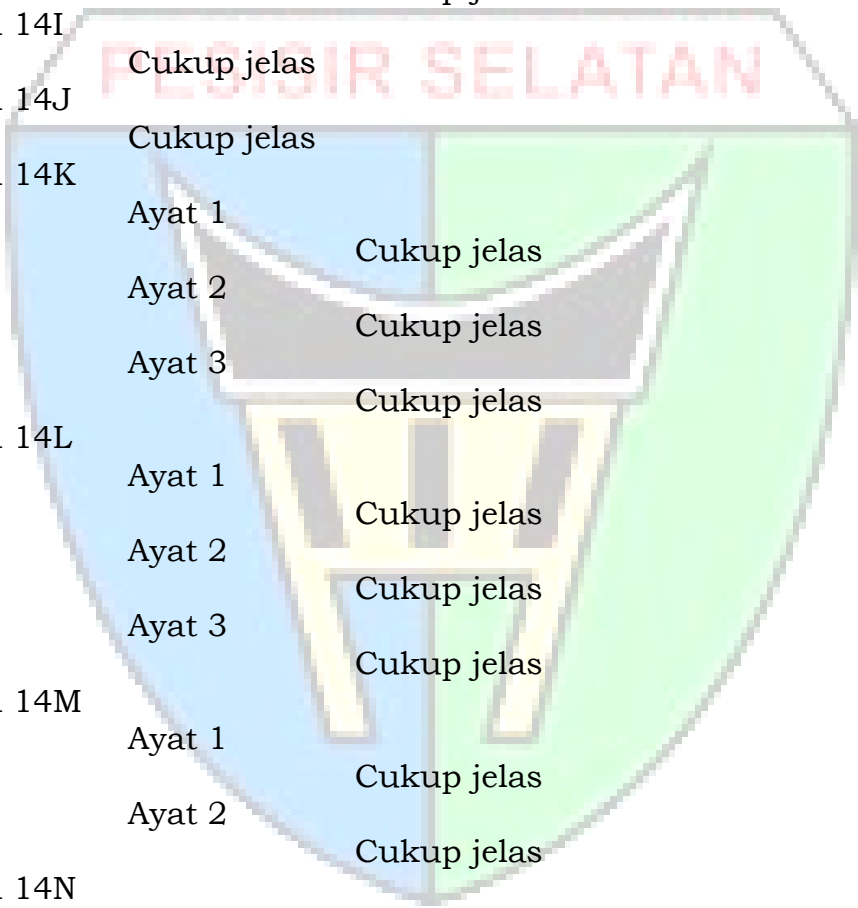 14I
PESISIR SELATAN
Cukup jelas
14J
Cukup jelas
14K
Ayat 1
Cukup jelas
Ayat 2
Cukup jelas
Ayat 3
Cukup jelas
14L
Ayat 1
Cukup jelas
Ayat 2
Cukup jelas
Ayat 3
Cukup jelas
14M
Ayat 1
Cukup jelas
Ayat 2
Cukup jelas
14N